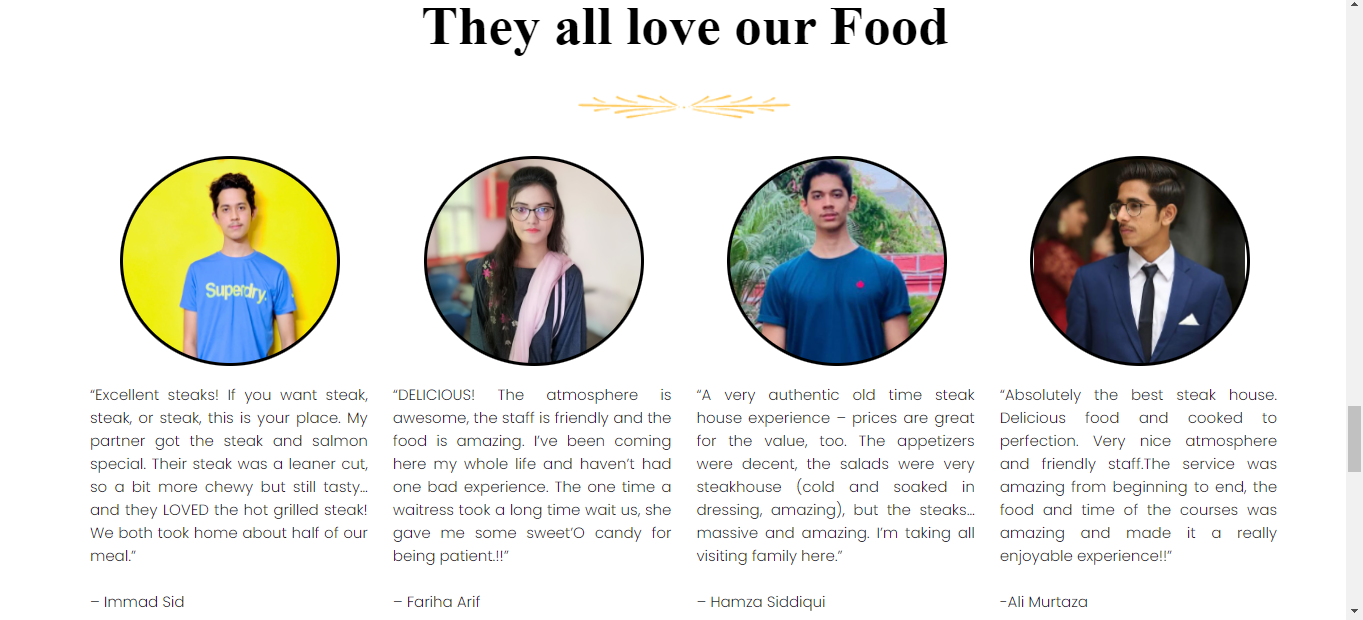 They all love our Food
Superdry.
“Excellent steaks! If you want steak,
steak, or steak, this is your place. My
partner got the steak and salmon
special. Their steak was a leaner cut,
so a bit more chewy but still tasty…
and they LOVED the hot grilled steak!
We both took home about half of our
meal.”
– Immad Sid
“DELICIOUS! The atmosphere is
awesome, the staff is friendly and the
food is amazing. I’ve been coming
here my whole life and haven’t had
one bad experience. The one time a
waitress took a long time wait us, she
gave me some sweet’O candy for
being patient.!!”
– Fariha Arif
“A very authentic old time steak
house experience – prices are great
for the value, too. The appetizers
were decent, the salads were very
steakhouse (cold and soaked in
dressing, amazing), but the steaks…
massive and amazing. I’m taking all
visiting family here.”
– Hamza Siddiqui
“Absolutely the best steak house.
Delicious food and cooked to
perfection. Very nice atmosphere
and friendly staff.The service was
amazing from beginning to end, the
food and time of the courses was
amazing and made it a really
enjoyable experience!!”
-Ali Murtaza